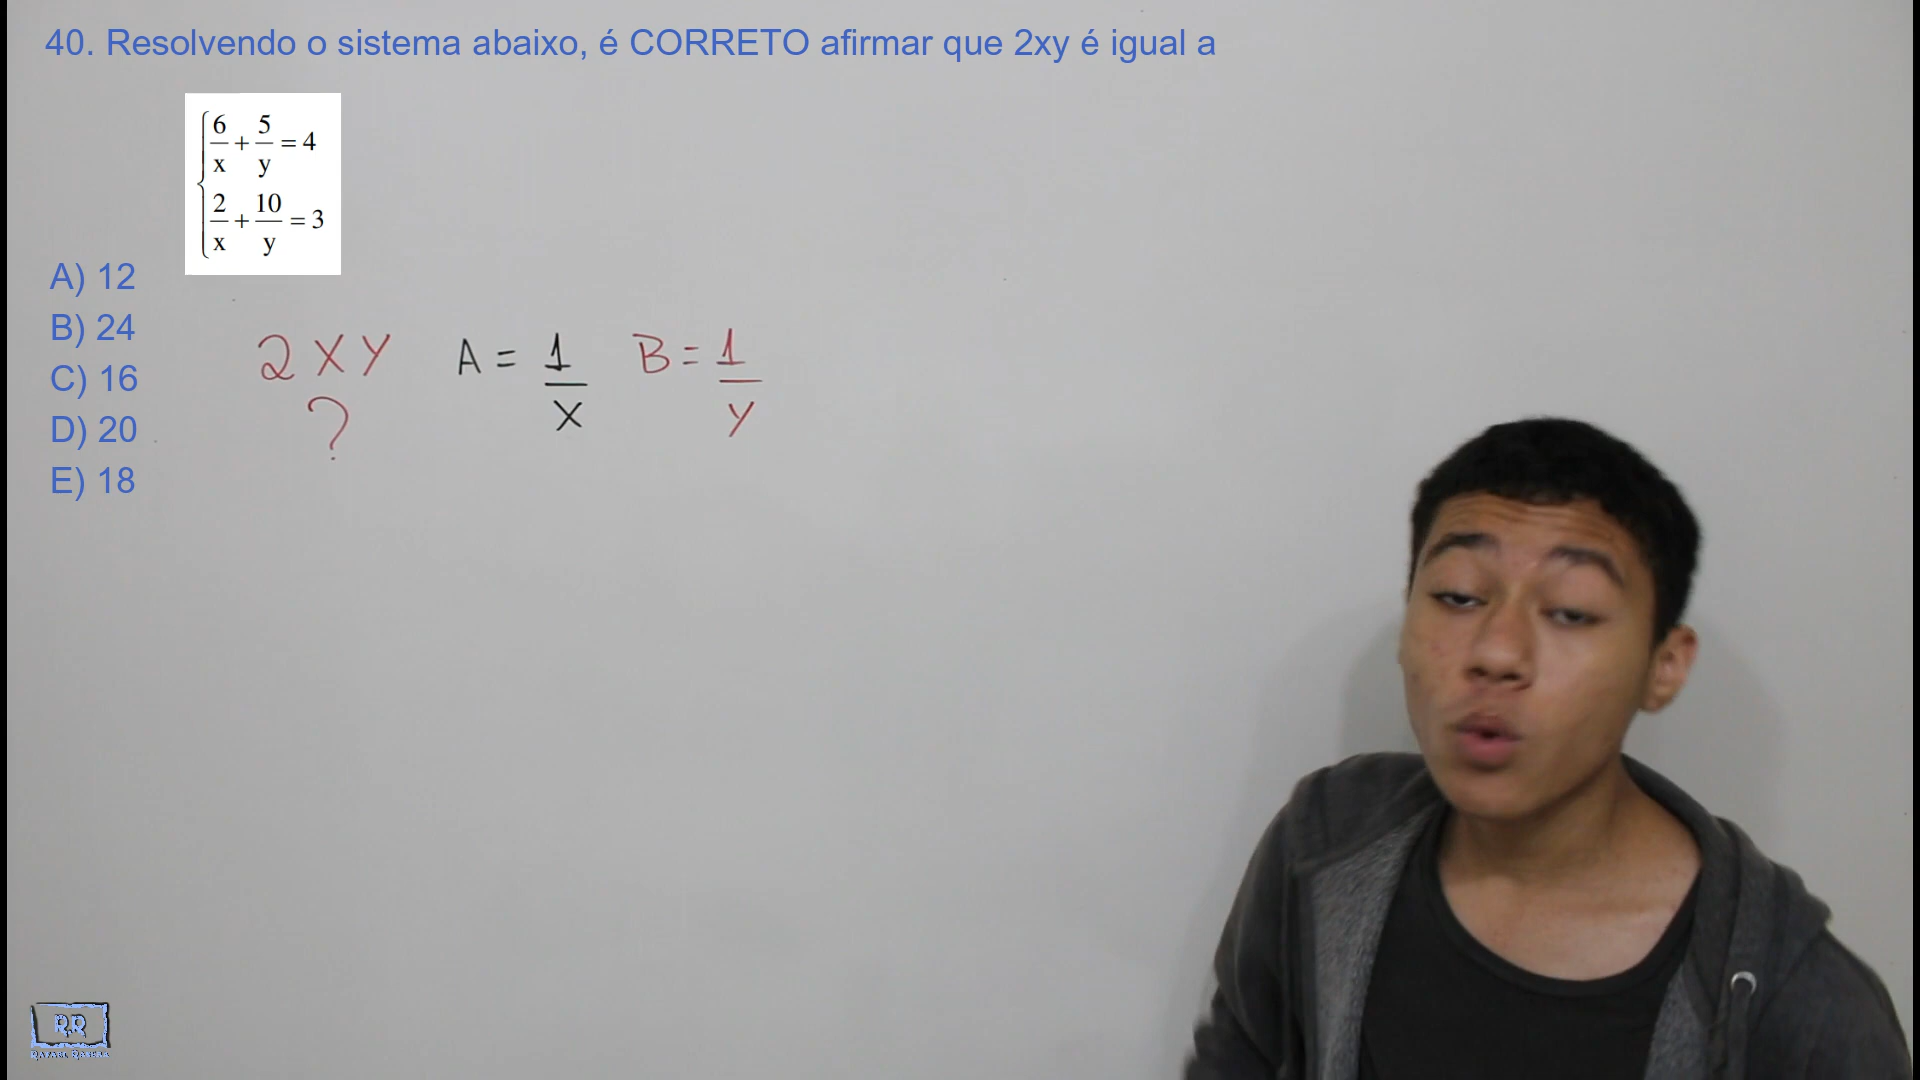 40. Resolvendo o sistema abaixo, é CORRETO afirmar que 2xy é igual a
6/x + 5/y = 4
2/x + 10/y = 3
A) 12
B) 24
C) 16
D) 20
E) 18
2XY A = 1/X B = 1/Y
?
RR